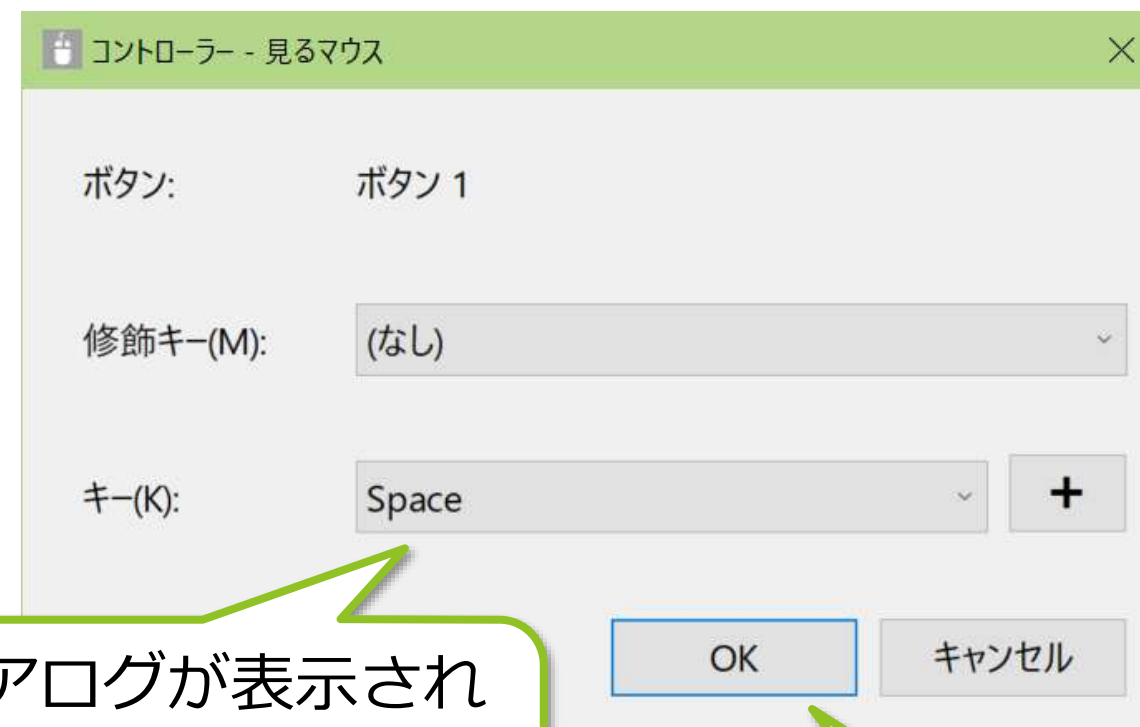 コントローラー - 見るマウス
ボタン: ボタン 1
修飾キー(M): (なし)
キー(K): Space +
アログが表示され
OK キャンセル